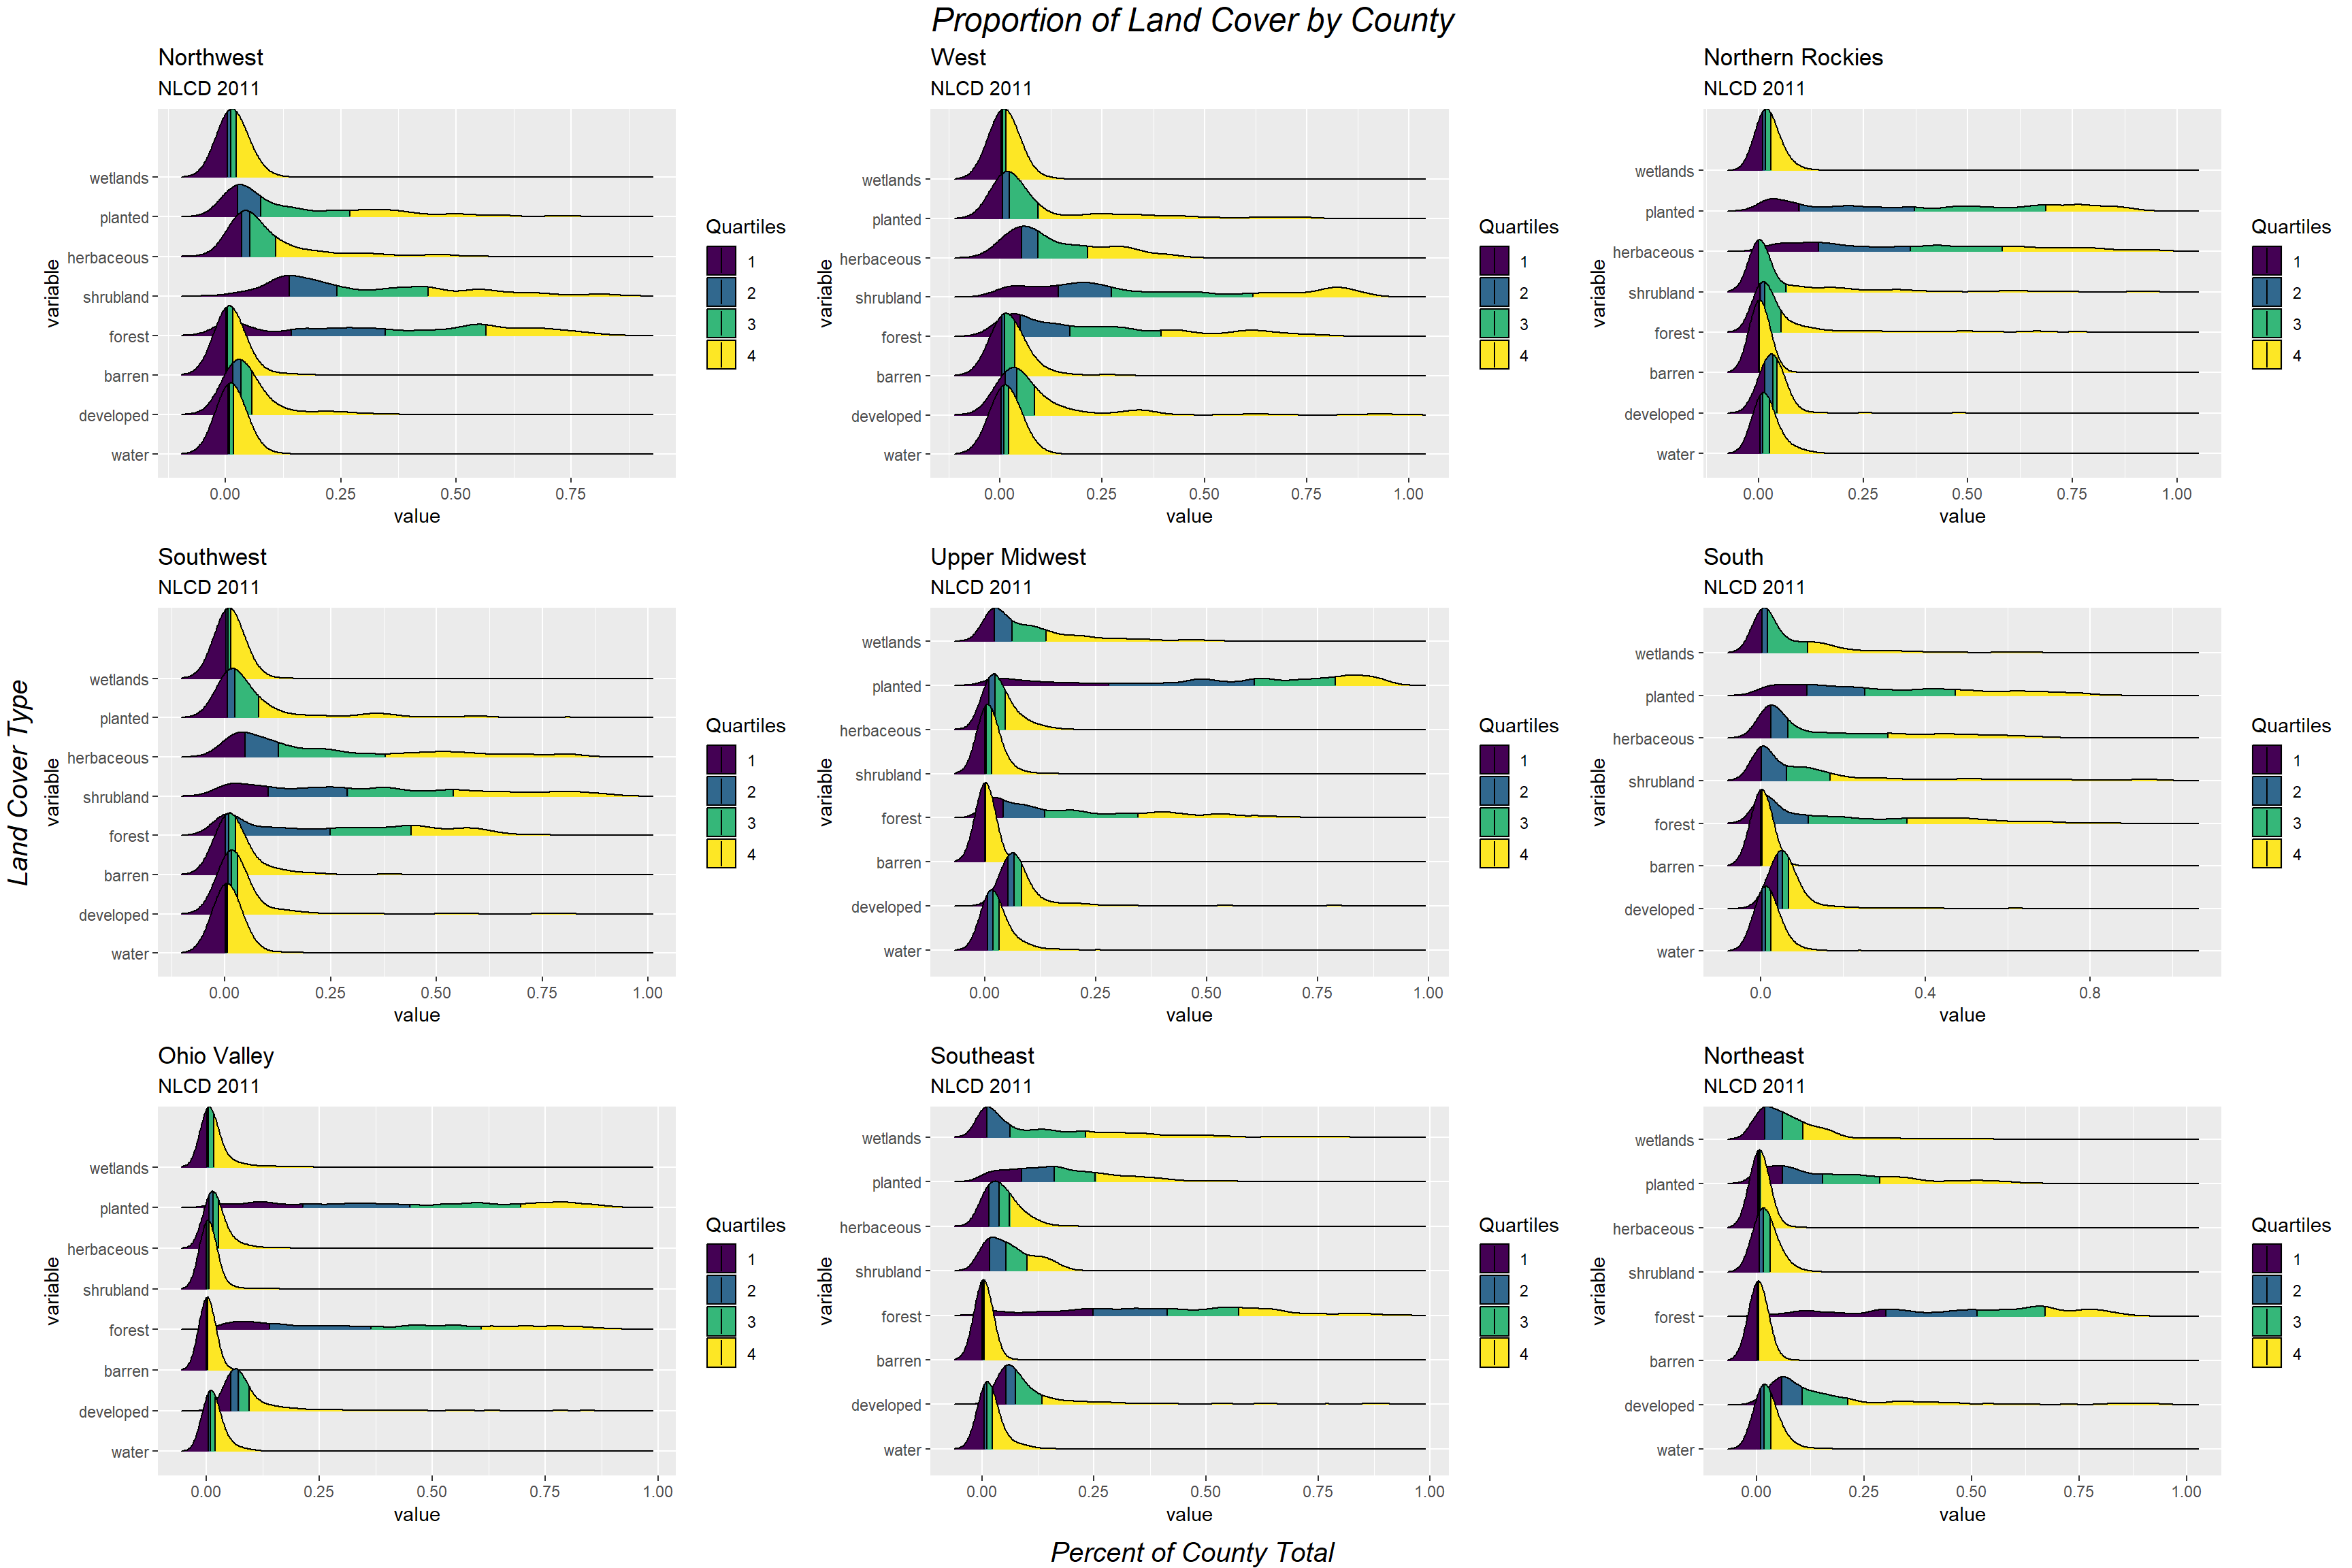 Proportion of Land Cover by County
Northwest
NLCD 2011
wetlands
planted
herbaceous
shrubland
forest
barren
developed
water
variable
0.00 0.25 0.50 0.75
value
Quartiles
1
2
3
4
West
NLCD 2011
wetlands
planted
herbaceous
shrubland
forest
barren
developed
water
variable
0.00 0.25 0.50 0.75 1.00
value
Quartiles
1
2
3
4
Northern Rockies
NLCD 2011
wetlands
planted
herbaceous
shrubland
forest
barren
developed
water
variable
0.00 0.25 0.50 0.75 1.00
value
Quartiles
1
2
3
4
Land Cover Type
Southwest
NLCD 2011
wetlands
planted
herbaceous
shrubland
forest
barren
developed
water
variable
0.00 0.25 0.50 0.75 1.00
value
Quartiles
1
2
3
4
Upper Midwest
NLCD 2011
wetlands
planted
herbaceous
shrubland
forest
barren
developed
water
variable
0.00 0.25 0.50 0.75 1.00
value
Quartiles
1
2
3
4
South
NLCD 2011
wetlands
planted
herbaceous
shrubland
forest
barren
developed
water
variable
0.0 0.4 0.8
value
Quartiles
1
2
3
4
Ohio Valley
NLCD 2011
wetlands
planted
herbaceous
shrubland
forest
barren
developed
water
variable
0.00 0.25 0.50 0.75 1.00
value
Quartiles
1
2
3
4
Southeast
NLCD 2011
wetlands
planted
herbaceous
shrubland
forest
barren
developed
water
variable
0.00 0.25 0.50 0.75 1.00
value
Quartiles
1
2
3
4
Northeast
NLCD 2011
wetlands
planted
herbaceous
shrubland
forest
barren
developed
water
variable
0.00 0.25 0.50 0.75 1.00
value
Quartiles
1
2
3
4
Percent of County Total